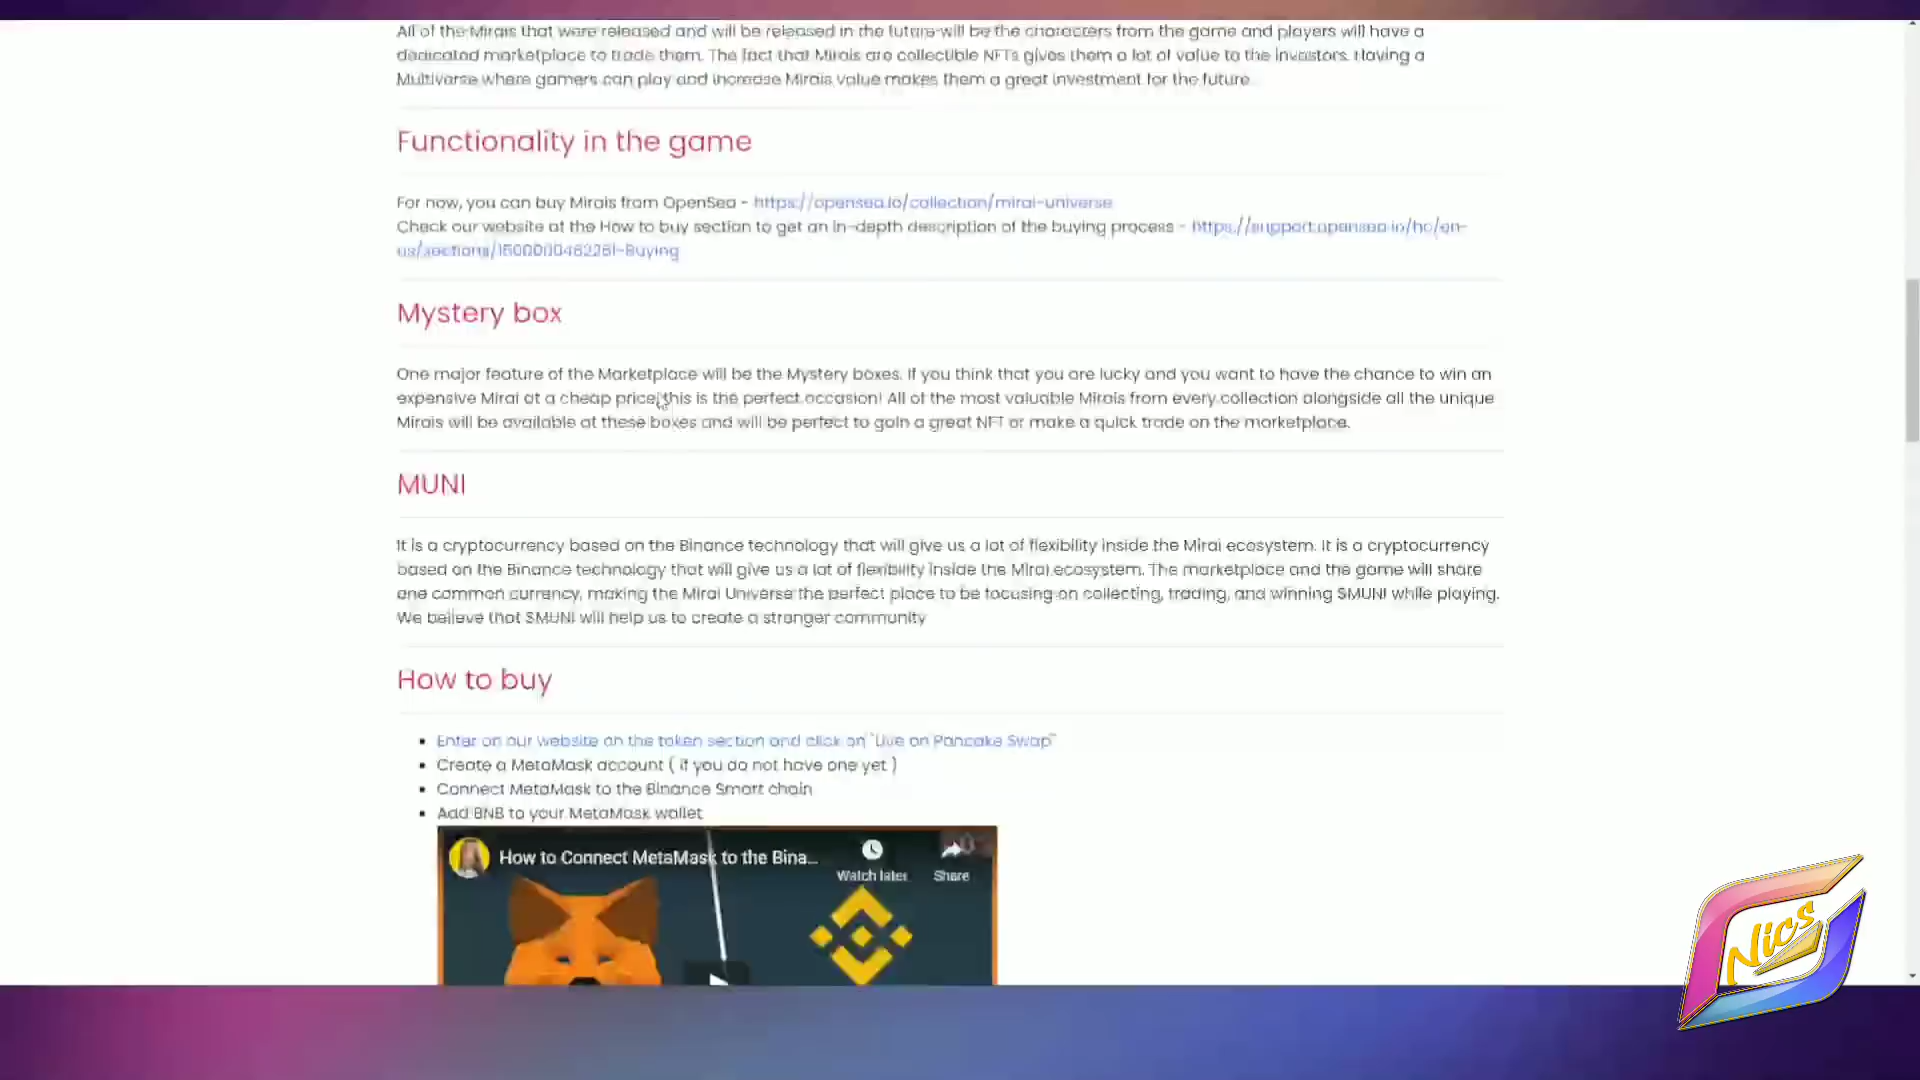 All of the Mirais that were released and will be released in the future will be the characters from the game and players will have a
dedicated marketplace to trade them. The fact that Mirais are collectible NFTs gives them a lot of value to the investors. Having a
Multiverse where gamers can play and increase Mirais value makes them a great investment for the future.
Functionality in the game
For now, you can buy Mirais from OpenSea - https://opensea.io/collection/mirai-universe
Check our website at the How to buy section to get an in-depth description of the buying process - https://support.opensea.io/hc/en-
Mystery box
One major feature of the Marketplace will be the Mystery boxes. If you think that you are lucky and you want to have the chance to win an
expensive Mirai at a cheap price, this is the perfect occasion! All of the most valuable Mirais from every collection alongside all the unique
Mirais will be available at these boxes and will be perfect to gain a great NFT or make a quick trade on the marketplace.
MUNI
It is a cryptocurrency based on the Binance technology that will give us a lot of flexibility inside the Mirai ecosystem. It is a cryptocurrency
based on the Binance technology that will give us a lot of flexibility inside the Mirai ecosystem. The marketplace and the game will share
one common currency, making the Mirai Universe the perfect place to be focusing on collecting, trading, and winning $MUNI while playing.
We believe that $MUNI will help us to create a stronger community
How to buy
Enter on our website on the token section and click on "Live on Pancake Swap"
Create a MetaMask account ( if you do not have one yet )
Connect MetaMask to the Binance Smart chain
Add BNB to your MetaMask wallet
How to Connect MetaMask to the Bina...
Watch later
Share
Nics